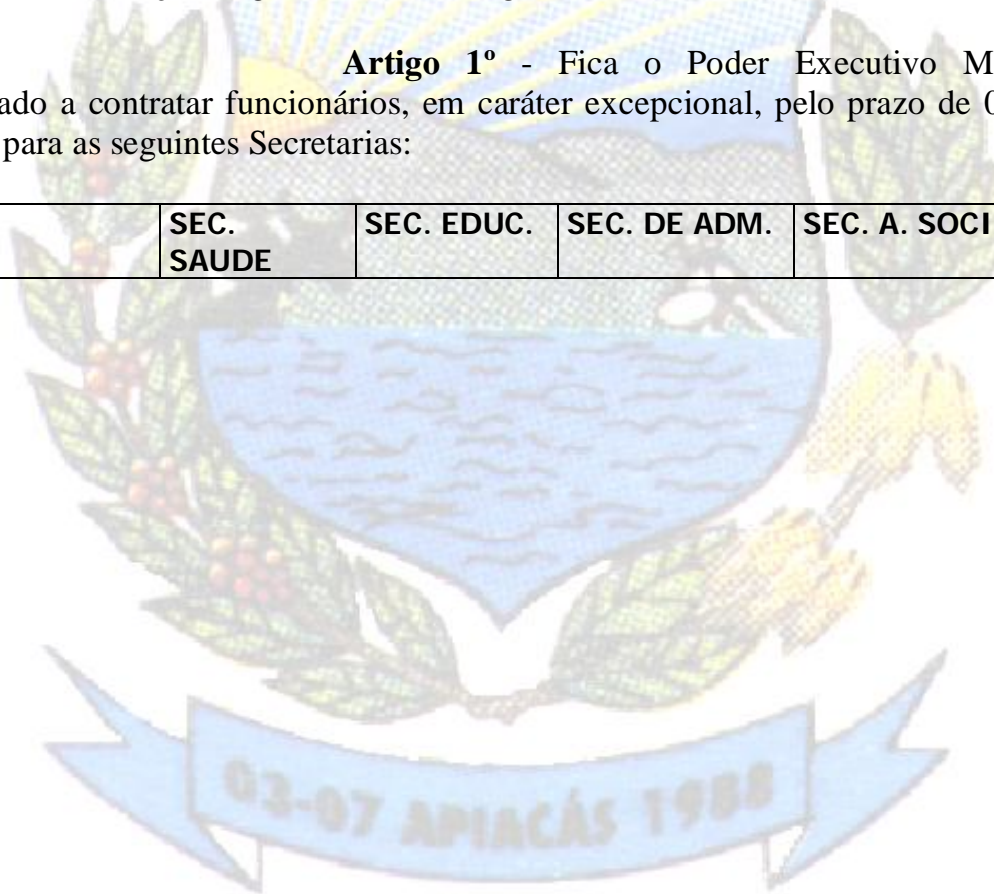 Artigo 1º - Fica o Poder Executivo M
ado a contratar funcionários, em caráter excepcional, pelo prazo de 0
para as seguintes Secretarias:
SEC. SAUDE SEC. EDUC. SEC. DE ADM. SEC. A. SOCI
03-07 APIACÁS 1988